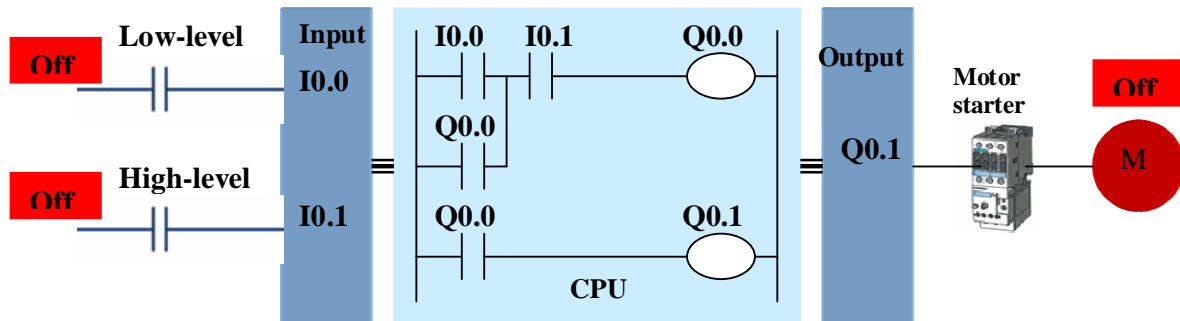 Off
Low-level
Input
I0.0
I0.0 I0.1 Q0.0
Q0.0
Off
High-level
I0.1
Q0.0 Q0.1
CPU
Output
Q0.1
Motor
starter
Off
M